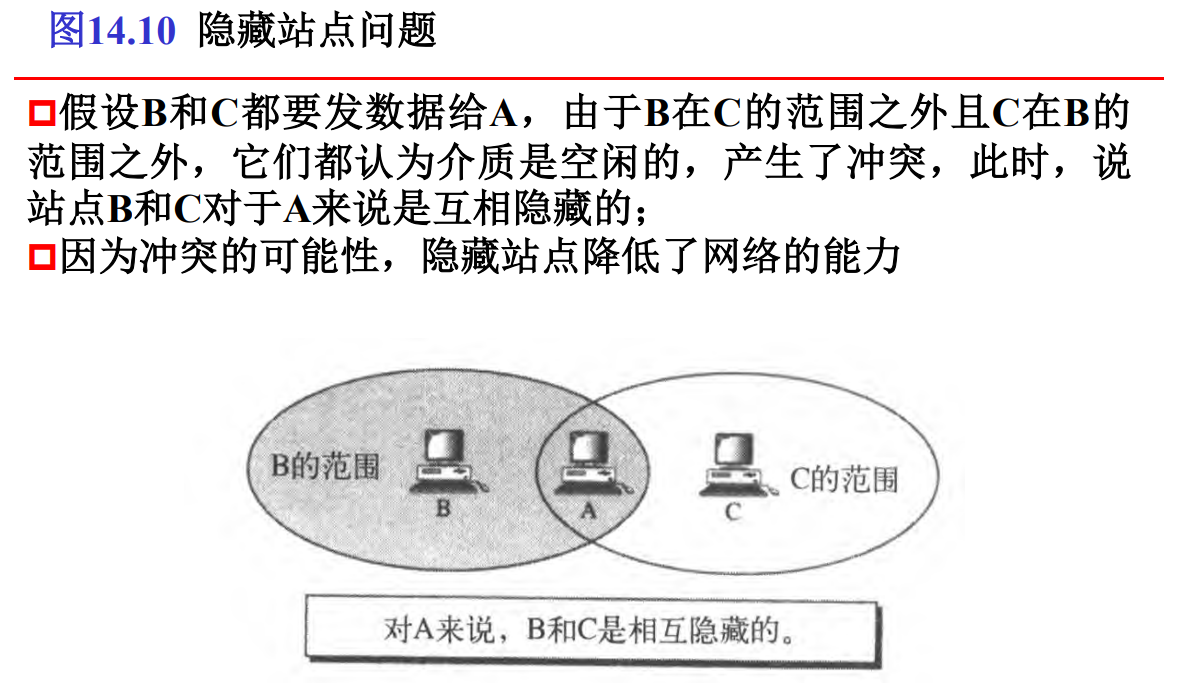 图14.10 隐藏站点问题
假设B和C都要发数据给A，由于B在C的范围之外且C在B的
范围之外，它们都认为介质是空闲的，产生了冲突，此时，说
站点B和C对于A来说是互相隐藏的；
因为冲突的可能性，隐藏站点降低了网络的能力
B的范围
B
A
C
C的范围
对A来说，B和C是相互隐藏的。